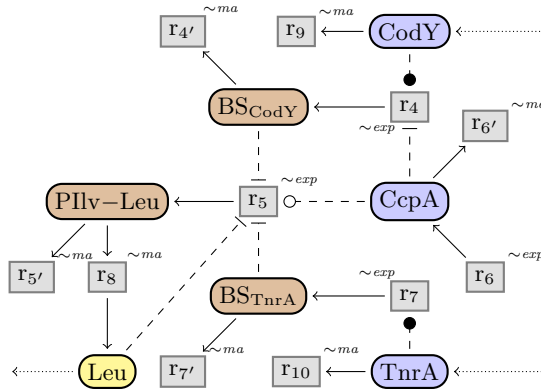 ∼ma
∼ma
r4′
r9
CodY
BSCodY
r4
∼ma
∼exp
r6′
∼exp
PIlv−Leu
r5
CcpA
∼ma
∼ma
∼exp
∼exp
r5′
r8
r6
BSTnrA
r7
∼ma
∼ma
Leu
r7′
r10
TnrA